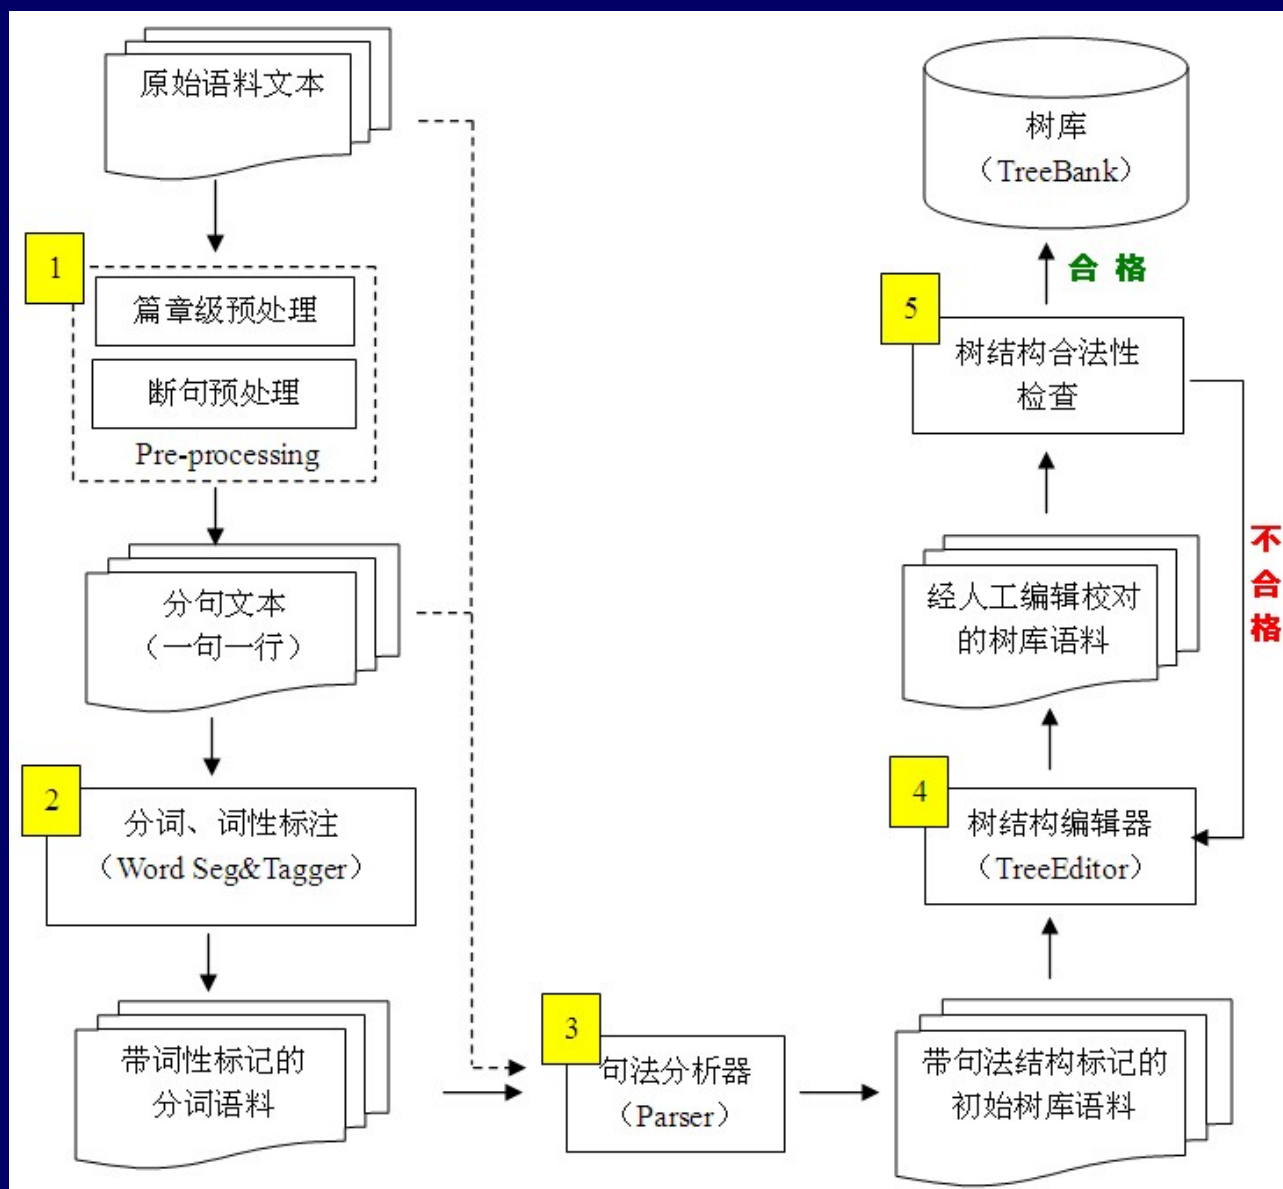 原始语料文本
1
篇章级预处理
断句预处理
Pre-processing
分句文本
（一句一行）
2
分词、词性标注
（Word Seg&Tagger）
带词性标记的
分词语料
3
句法分析器
（Parser）
带句法结构标记的
初始树库语料
4
树结构编辑器
（TreeEditor）
经人工编辑校对
的树库语料
5
树结构合法性
检查
合 格
不
合
格
树库
（TreeBank）